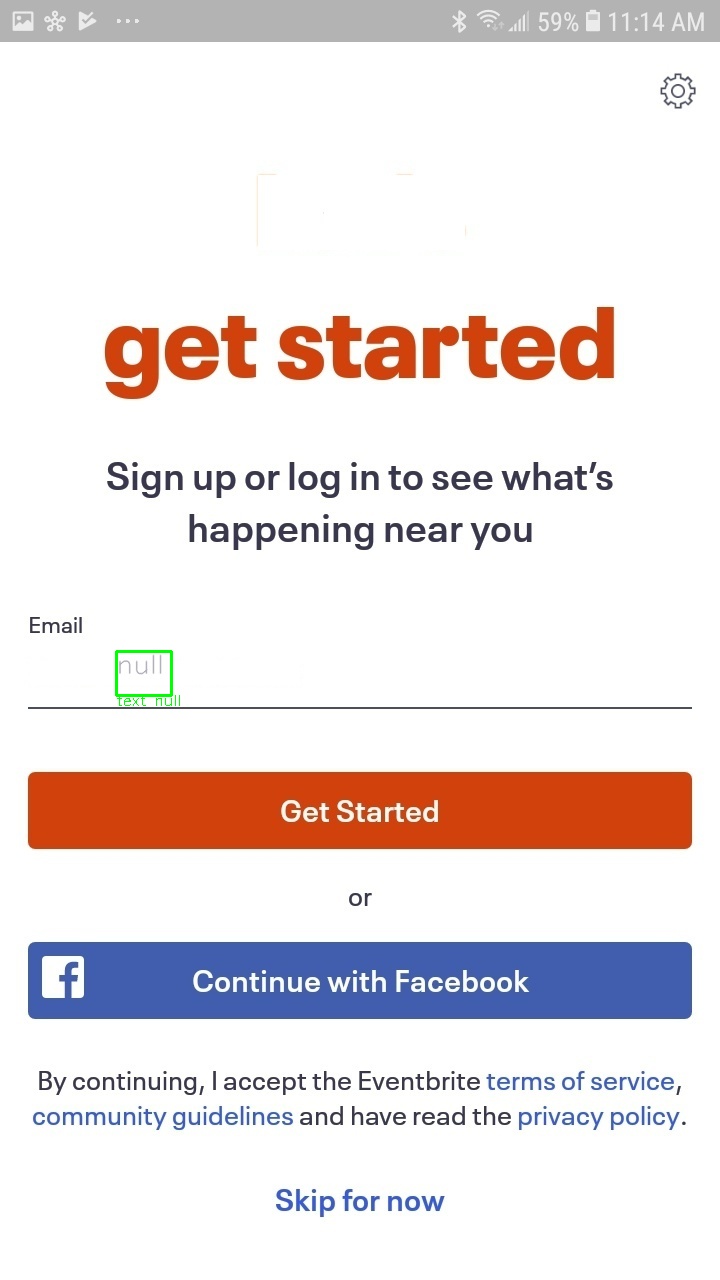 59% 11:14 AM
get started
Sign up or log in to see what's
happening near you
Email
null
text_null
Get Started
or
Continue with Facebook
By continuing, I accept the Eventbrite terms of service,
community guidelines and have read the privacy policy.
Skip for now